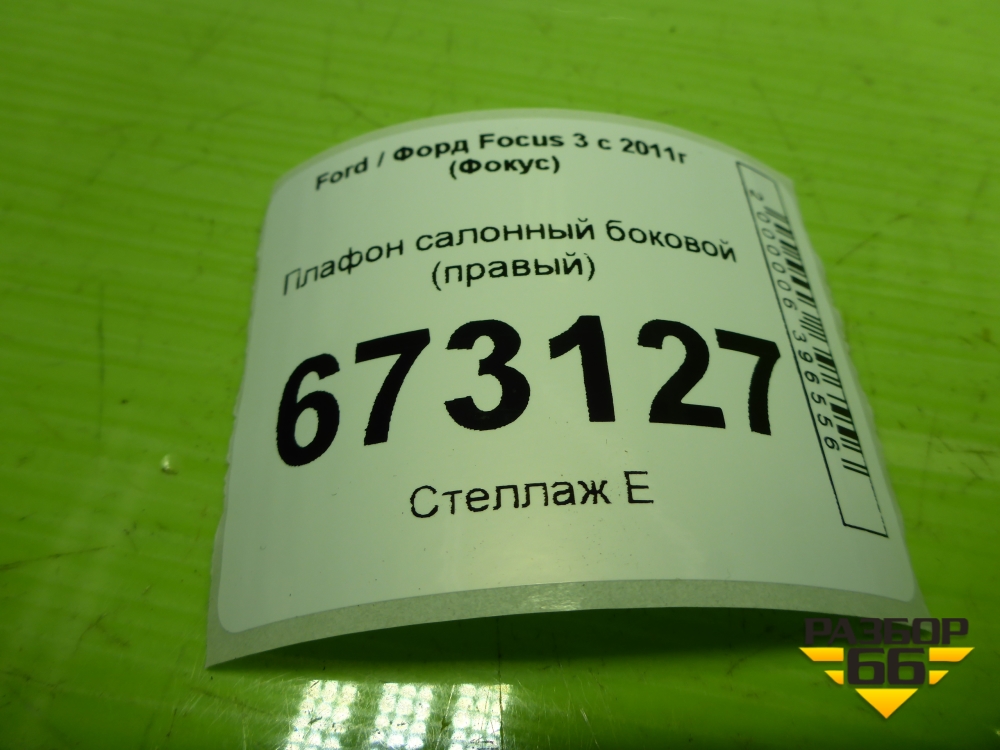 Ford / Форд Focus 3 с 2011г
(Фокус)
Плафон салонный боковой
(правый)
673127
Стеллаж Е
2000006396556
РАЗБОР
66